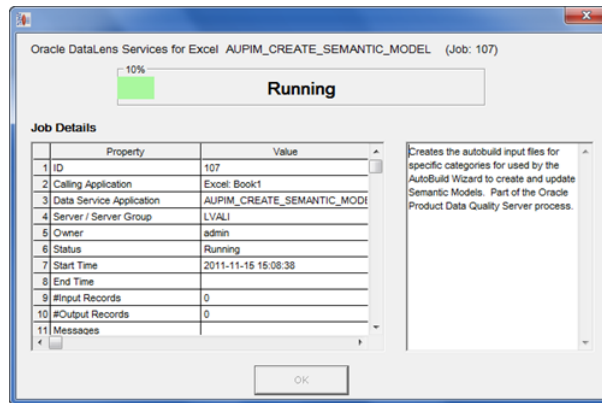 Oracle DataLens Services for Excel AUPIM_CREATE_SEMANTIC_MODEL (Job: 107)
10%
Running
Job Details
Property Value
1 ID 107
2 Calling Application Excel: Book1
3 Data Service Application AUPIM_CREATE_SEMANTIC_MODE
4 Server / Server Group LVALI
5 Owner admin
6 Status Running
7 Start Time 2011-11-15 15:08:38
8 End Time
9 #Input Records 0
10 #Output Records 0
11 Messages
Creates the autobuild input files for
specific categories for used by the
AutoBuild Wizard to create and update
Semantic Models. Part of the Oracle
Product Data Quality Server process.
OK